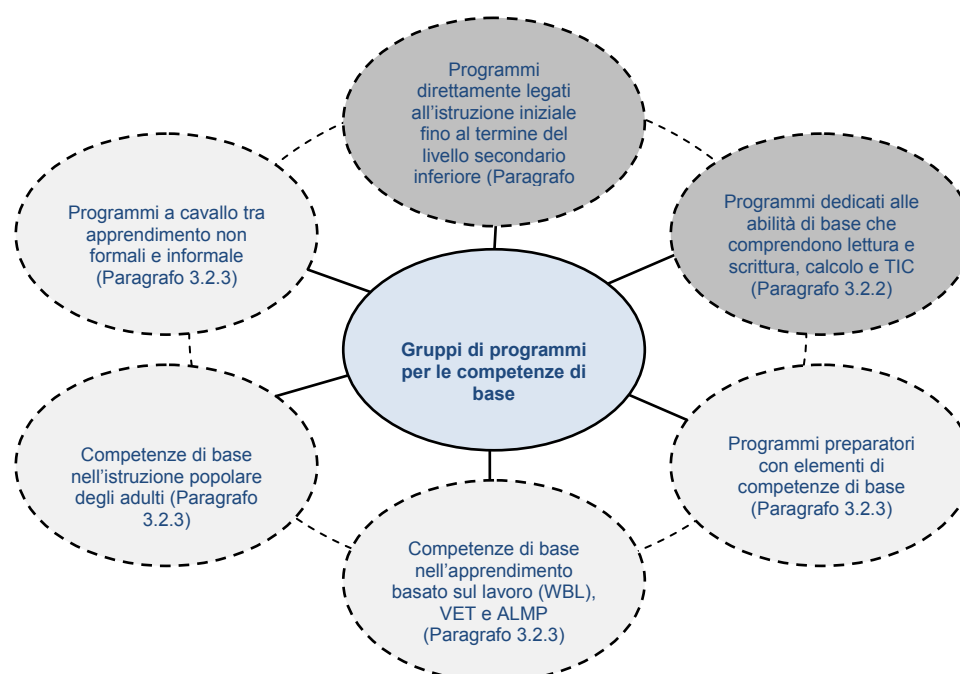 Programmi
direttamente legati
all'istruzione iniziale
fino al termine del
livello secondario
inferiore (Paragrafo
Programmi a cavallo tra
apprendimento non
formali e informale
(Paragrafo 3.2.3)
Programmi dedicati alle
abilità di base che
comprendono lettura e
scrittura, calcolo e TIC
(Paragrafo 3.2.2)
Gruppi di programmi
per le competenze di
base
Competenze di base
nell'istruzione popolare
degli adulti (Paragrafo
3.2.3)
Programmi preparatori
con elementi di
competenze di base
(Paragrafo 3.2.3)
Competenze di base
nell'apprendimento
basato sul lavoro (WBL),
VET e ALMP
(Paragrafo 3.2.3)